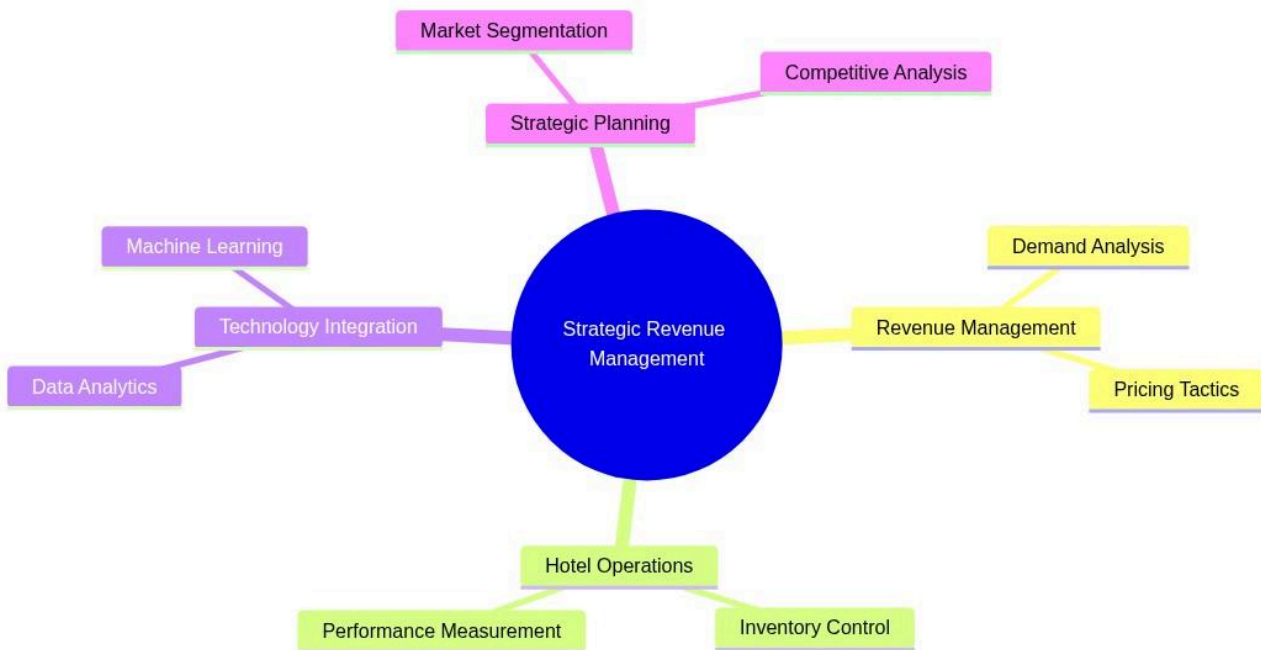 Market Segmentation
Competitive Analysis
Strategic Planning
Machine Learning
Demand Analysis
Technology Integration
Strategic Revenue
Management
Revenue Management
Data Analytics
Pricing Tactics
Hotel Operations
Performance Measurement
Inventory Control